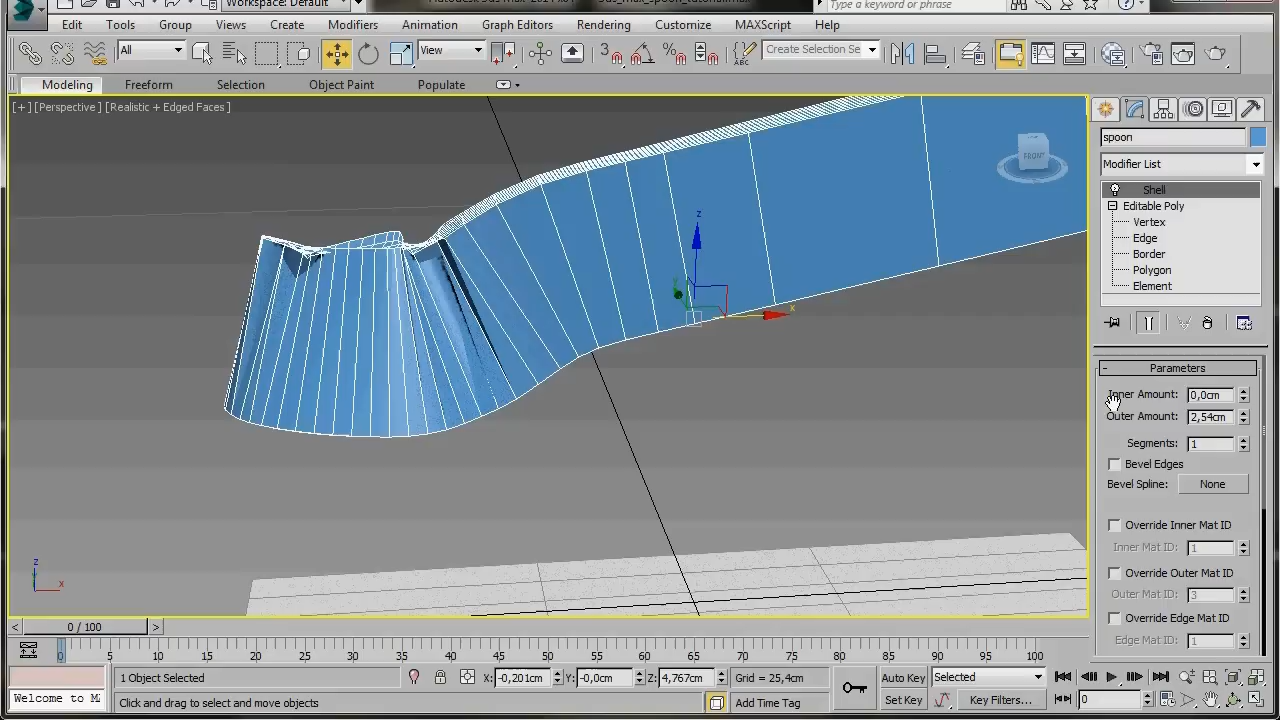 Workspace: Default
Type a keyword or phrase
Edit Tools Group Views Create Modifiers Animation Graph Editors Rendering Customize MAXScript Help
All View Create Selection Se
Modeling Freeform Selection Object Paint Populate
[+] [Perspective] [Realistic + Edged Faces]
FRONT
spoon
Modifier List
Shell
Editable Poly
Vertex
Edge
Border
Polygon
Element
z
x
z
x
Parameters
Inner Amount: 0,0cm
Outer Amount: 2,54cm
Segments: 1
Bevel Edges
Bevel Spline: None
Override Inner Mat ID
Inner Mat ID: 1
Override Outer Mat ID
Outer Mat ID: 3
Override Edge Mat ID
Edge Mat ID: 1
< 0 / 100 >
0 5 10 15 20 25 30 35 40 45 50 55 60 65 70 75 80 85 90 95 100
1 Object Selected X: -0,201cm Y: -0,0cm Z: 4,767cm Grid = 25,4cm Auto Key Selected
Welcome to M Click and drag to select and move objects Add Time Tag Set Key Key Filters... 0